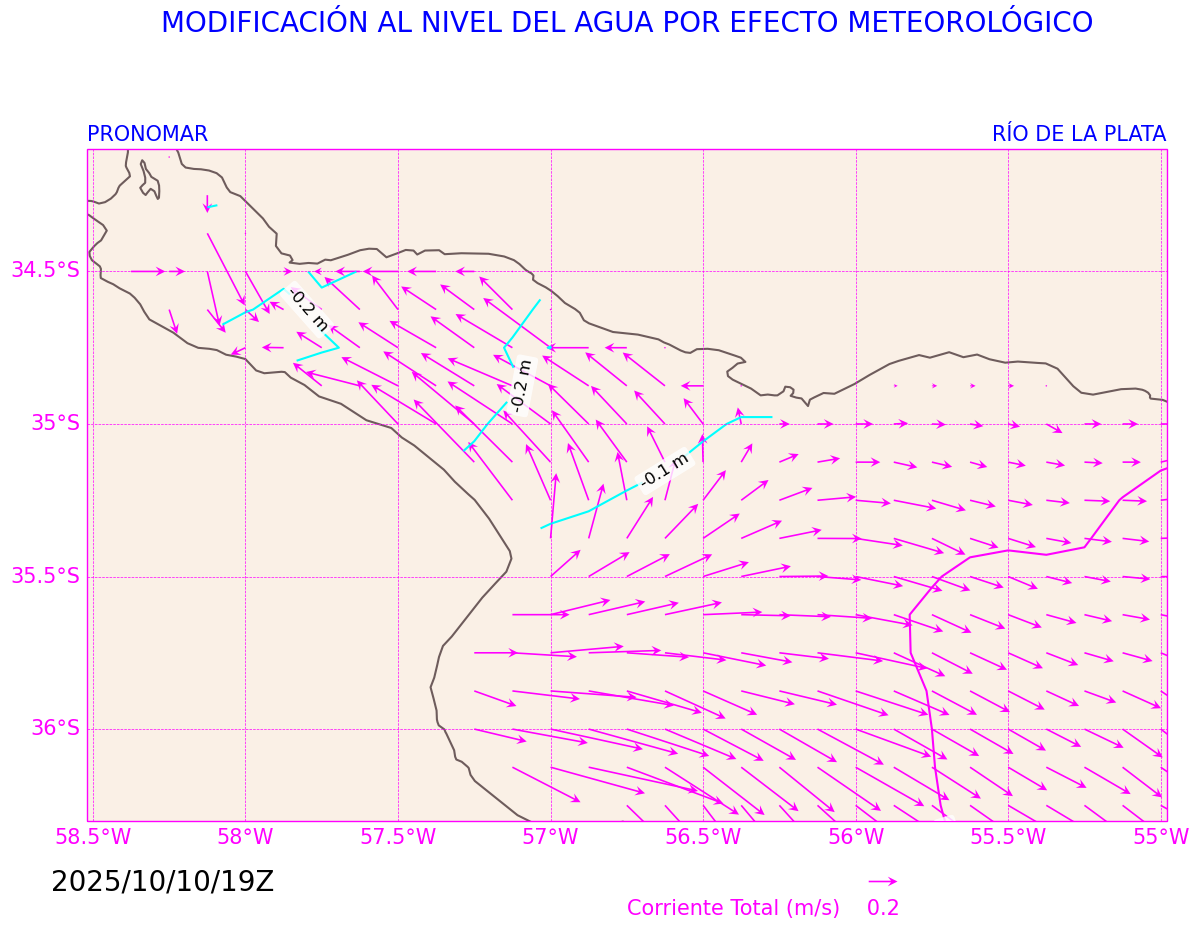 MODIFICACIÓN AL NIVEL DEL AGUA POR EFECTO METEOROLÓGICO
PRONOMAR
RÍO DE LA PLATA
34.5°S
35°S
35.5°S
36°S
-0.2 m
-0.2 m
-0.1 m
58.5°W
58°W
57.5°W
57°W
56.5°W
56°W
55.5°W
55°W
2025/10/10/19Z
Corriente Total (m/s)
0.2